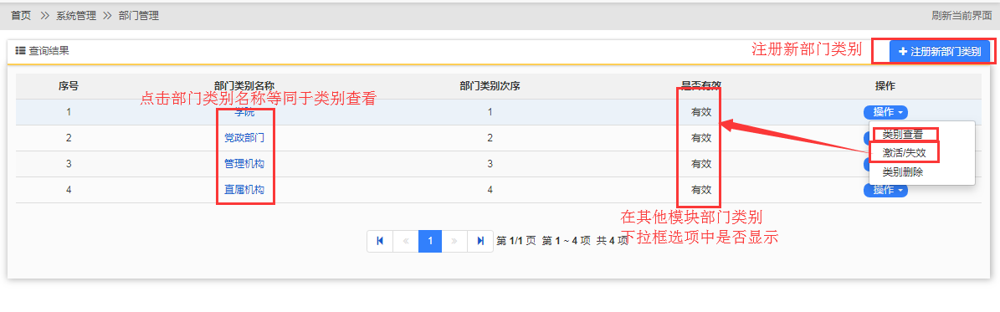 首页 系统管理 部门管理 刷新当前界面
查询结果 注册新部门类别 注册新部门类别
序号 部门类别名称 部门类别次序 是否有效 操作
点击部门类别名称等同于类别查看
1 学院 1 有效 操作
2 党政部门 2 有效
类别查看
激活/失效
3 管理机构 3 有效
类别删除
4 直属机构 4 有效 操作
在其他模块部门类别
下拉框选项中是否显示
1 第 1/1 页 第 1 ~ 4 项 共 4 项